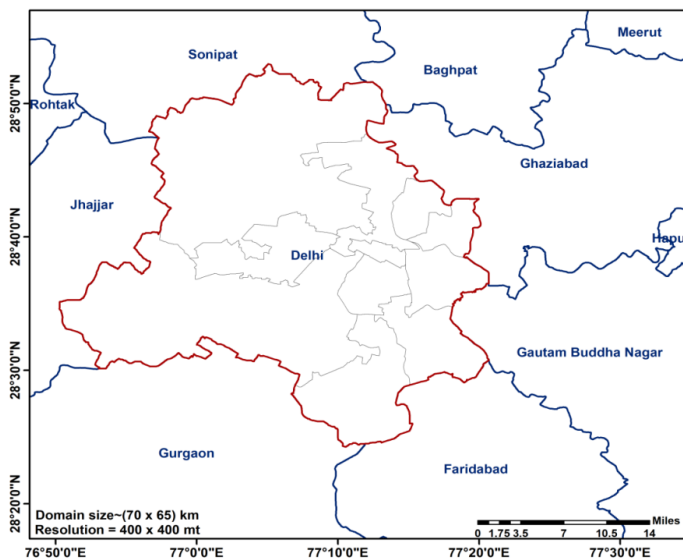 Meerut
Sonipat
Baghpat
28°50'0"N
Rohtak
Ghaziabad
Jhajjar
28°40'0"N
Hapu
Delhi
Gautam Buddha Nagar
28°30'0"N
Gurgaon
Faridabad
28°20'0"N
Domain size~(70 x 65) km
Resolution = 400 x 400 mt
Miles
0 1.75 3.5 7 10.5 14
76°50'0"E 77°0'0"E 77°10'0"E 77°20'0"E 77°30'0"E